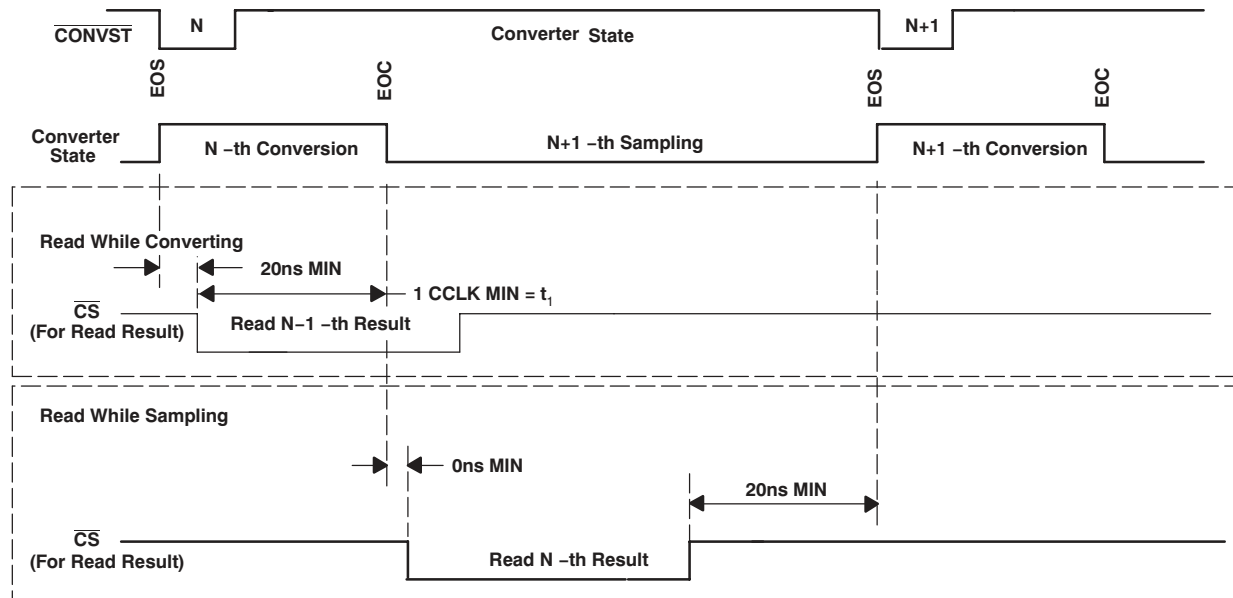 N
N+1
CONVST
Converter State
EOS
EOC
EOS
EOC
Converter
State
N –th Conversion
N+1 –th Sampling
N+1 –th Conversion
Read While Converting
20ns MIN
1 CCLK MIN = t1
CS
(For Read Result)
Read N–1 –th Result
Read While Sampling
0ns MIN
20ns MIN
CS
(For Read Result)
Read N –th Result